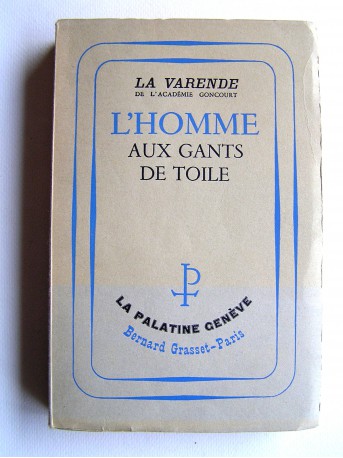 LA VARENDE
DE L'ACADÉMIE GONCOURT
L'HOMME
AUX GANTS
DE TOILE
LA PALATINE GENÈVE
Bernard Grasset-Paris